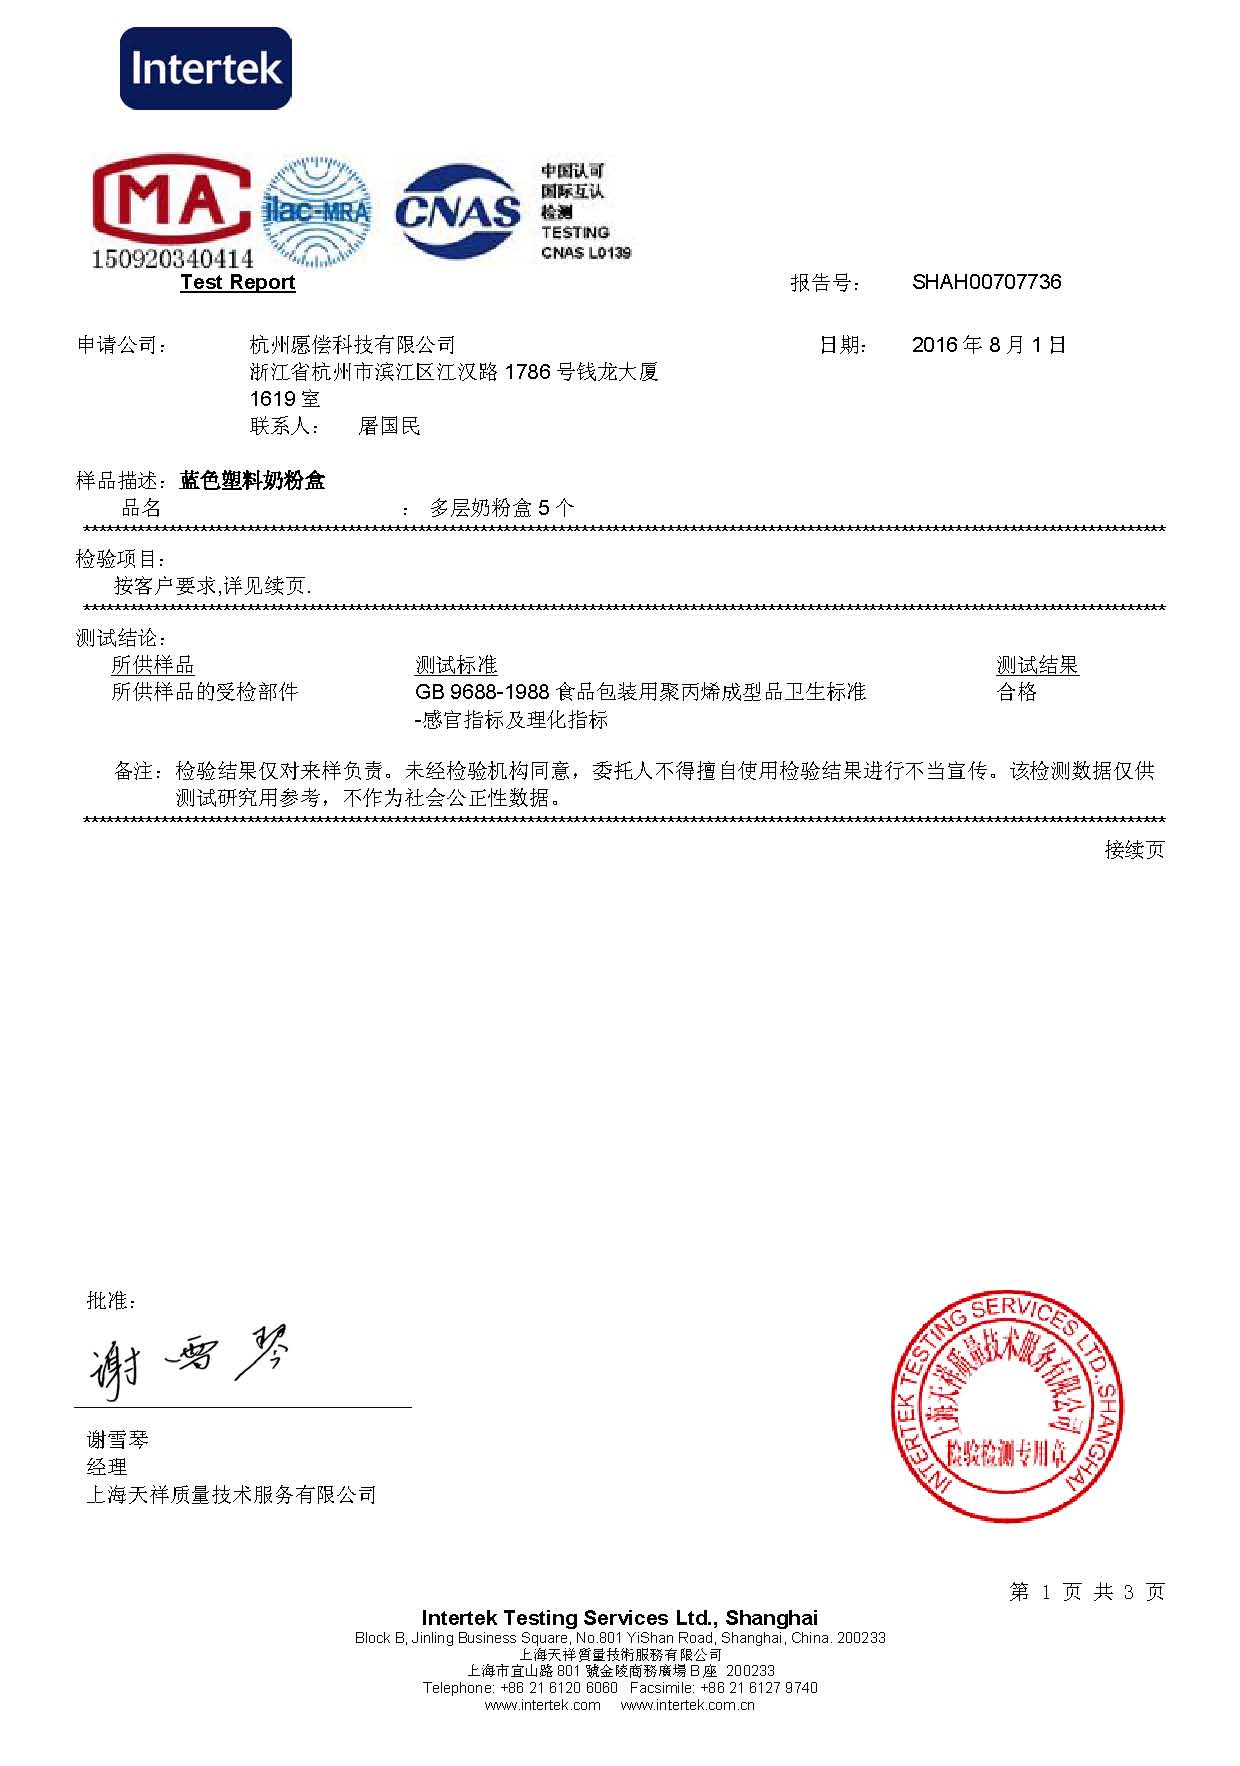 Intertek
MA
150920340414
ilac-MRA
CNAS
中国认可
国际互认
检测
TESTING
CNAS L0139
Test Report 报告号： SHAH00707736
申请公司： 杭州愿偿科技有限公司 日期： 2016 年 8 月 1 日
浙江省杭州市滨江区江汉路 1786 号钱龙大厦
1619 室
联系人： 屠国民
样品描述：蓝色塑料奶粉盒
品名 ： 多层奶粉盒 5 个
检验项目：
按客户要求,详见续页.
测试结论：
所供样品 测试标准 测试结果
所供样品的受检部件 GB 9688-1988 食品包装用聚丙烯成型品卫生标准 合格
-感官指标及理化指标
备注：检验结果仅对来样负责。未经检验机构同意，委托人不得擅自使用检验结果进行不当宣传。该检测数据仅供
测试研究用参考，不作为社会公正性数据。
接续页
批准：
谢雪琴
谢雪琴
经理
上海天祥质量技术服务有限公司
INTERTEK TESTING SERVICES LTD., SHANGHAI
上海天祥质量技术服务有限公司
检验检测专用章
第 1 页 共 3 页
Intertek Testing Services Ltd., Shanghai
Block B, Jinling Business Square, No.801 YiShan Road, Shanghai, China. 200233
上海天祥質量技術服務有限公司
上海市宜山路 801 號金陵商務廣場 B 座 200233
Telephone: +86 21 6120 6060 Facsimile: +86 21 6127 9740
www.intertek.com www.intertek.com.cn